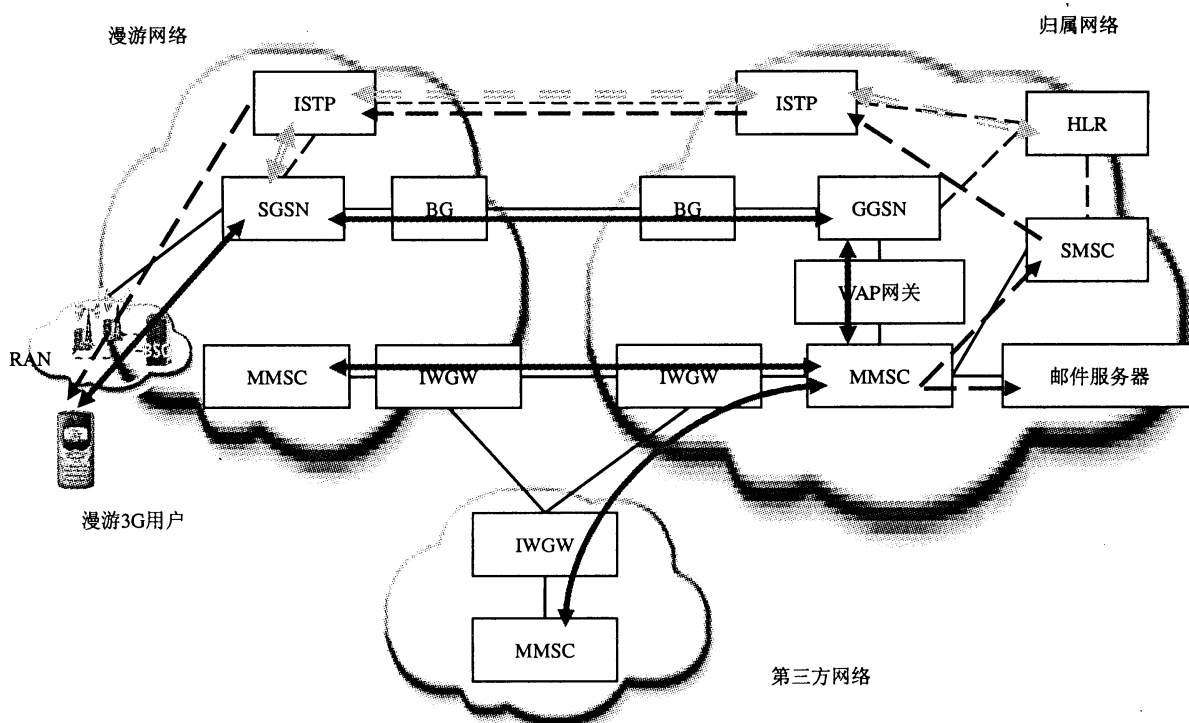 漫游网络
归属网络
ISTP
ISTP
HLR
SGSN
BG
BG
GGSN
SMSC
WAP网关
BSC
RAN
MMSC
IWGW
IWGW
MMSC
邮件服务器
漫游3G用户
IWGW
MMSC
第三方网络